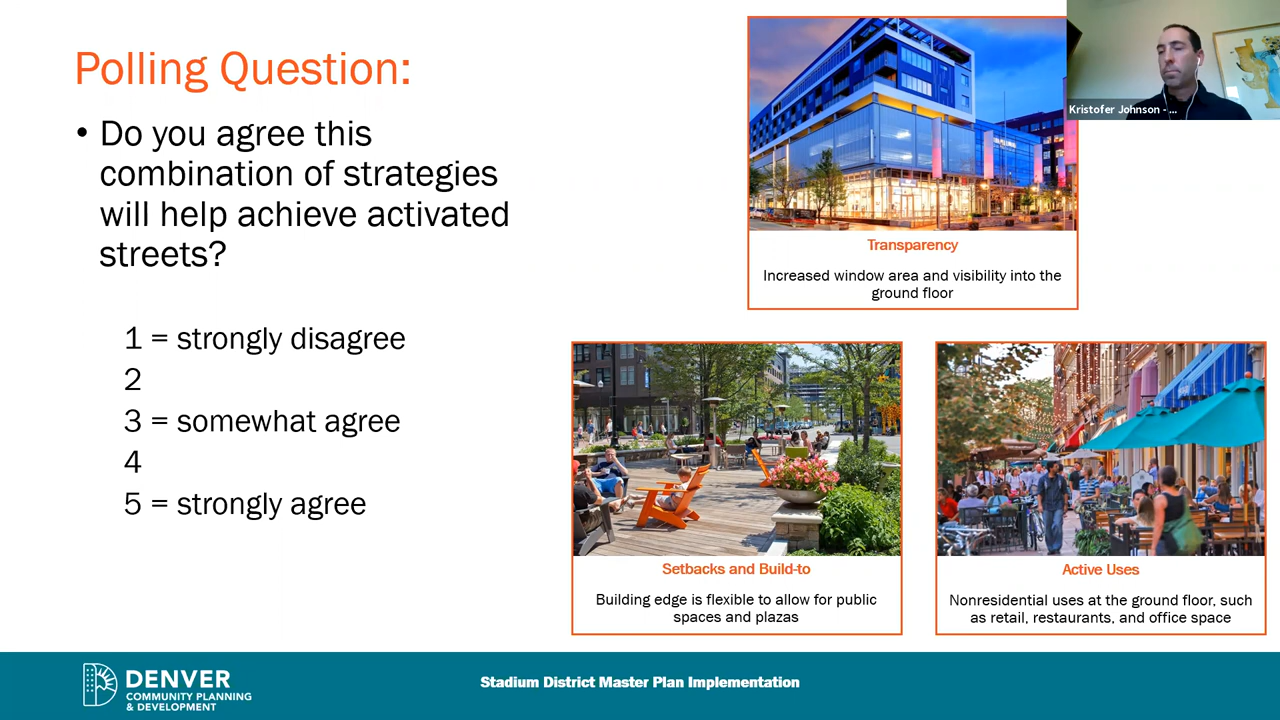 Polling Question:
• Do you agree this
combination of strategies
will help achieve activated
streets?
1 = strongly disagree
2
3 = somewhat agree
4
5 = strongly agree
Kristofer Johnson - ...
Transparency
Increased window area and visibility into the
ground floor
Setbacks and Build-to
Building edge is flexible to allow for public
spaces and plazas
Active Uses
Nonresidential uses at the ground floor, such
as retail, restaurants, and office space
DENVER
COMMUNITY PLANNING
& DEVELOPMENT
Stadium District Master Plan Implementation